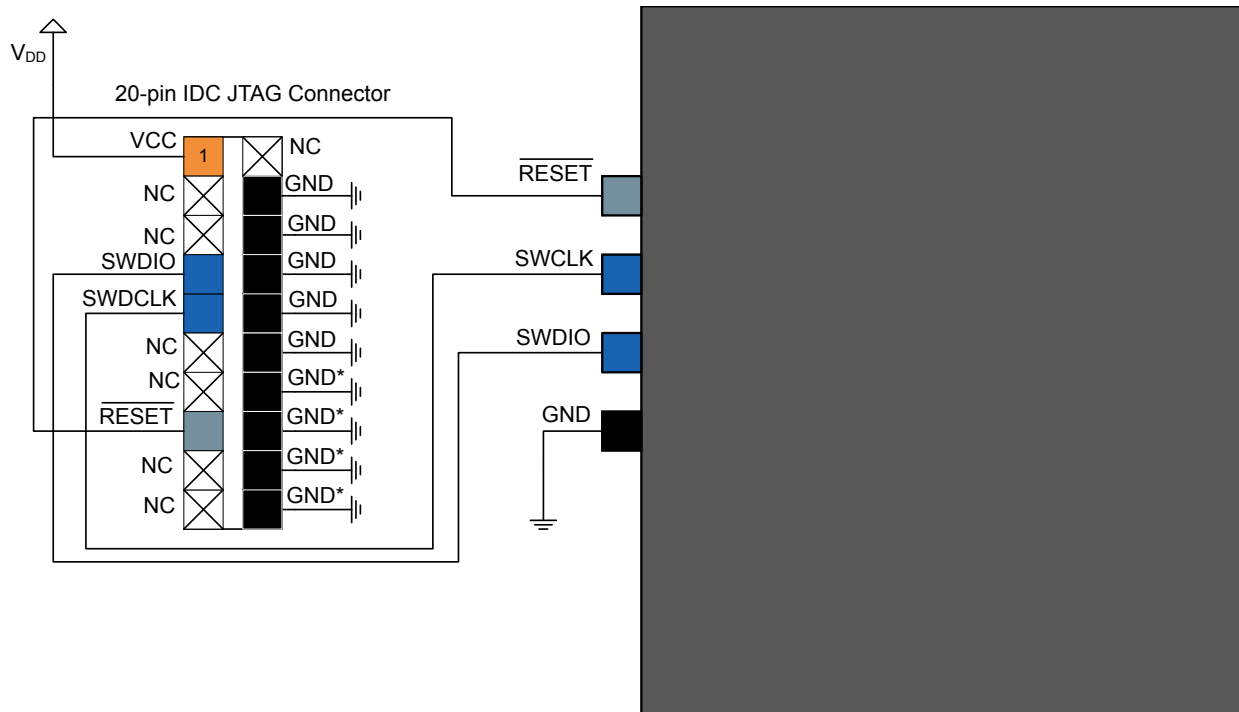 VDD
20-pin IDC JTAG Connector
VCC
1
NC
NC
GND
NC
GND
SWDIO
GND
SWDCLK
GND
NC
GND
NC
GND*
RESET
GND*
NC
GND*
NC
GND*
RESET
SWCLK
SWDIO
GND